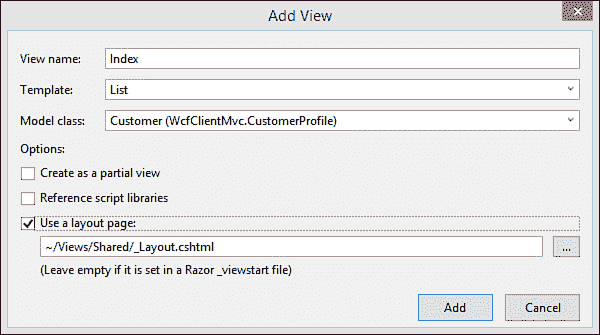 Add View
View name: Index
Template: List
Model class: Customer (WcfClientMvc.CustomerProfile)
Options:
Create as a partial view
Reference script libraries
Use a layout page:
~/Views/Shared/_Layout.cshtml ...
(Leave empty if it is set in a Razor _viewstart file)
Add Cancel